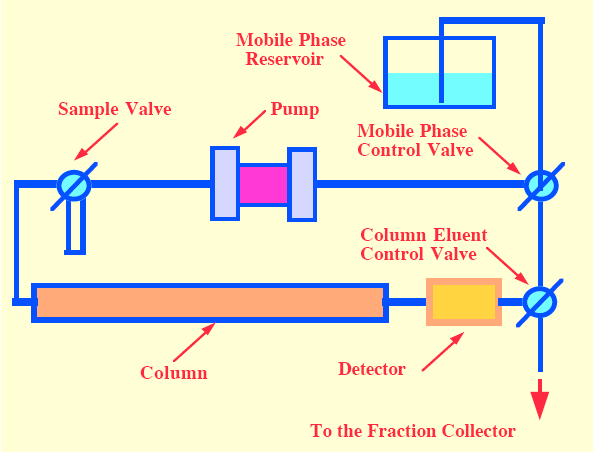 Mobile Phase
Reservoir
Sample Valve
Pump
Mobile Phase
Control Valve
Column Eluent
Control Valve
Column
Detector
To the Fraction Collector